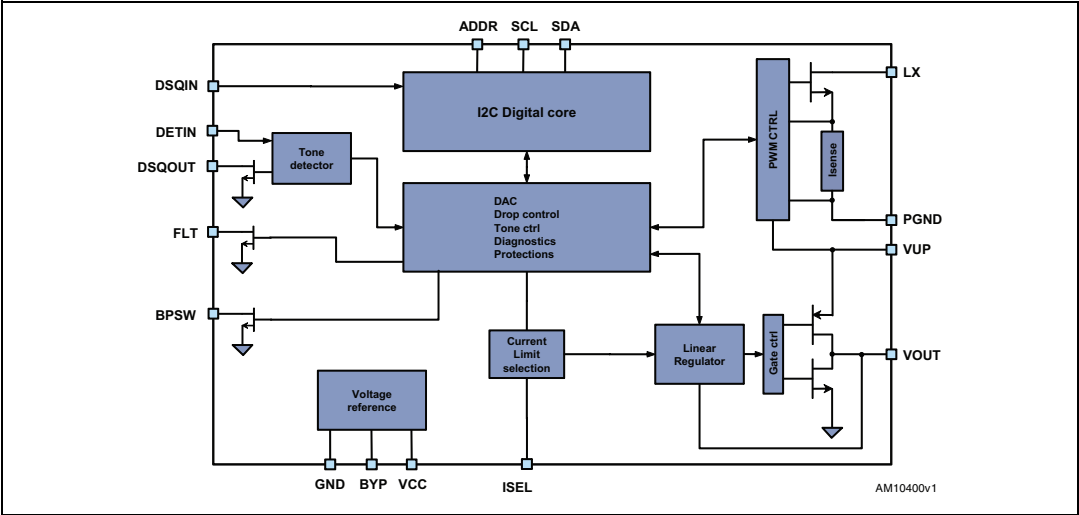 ADDR SCL SDA
DSQIN
I2C Digital core
LX
DETIN
Tone
detector
DSQOUT
PWM CTRL
Isense
DAC
Drop control
Tone ctrl
Diagnostics
Protections
FLT
PGND
VUP
BPSW
Current
Limit
selection
Linear
Regulator
Gate ctrl
VOUT
Voltage
reference
GND BYP VCC
ISEL
AM10400v1